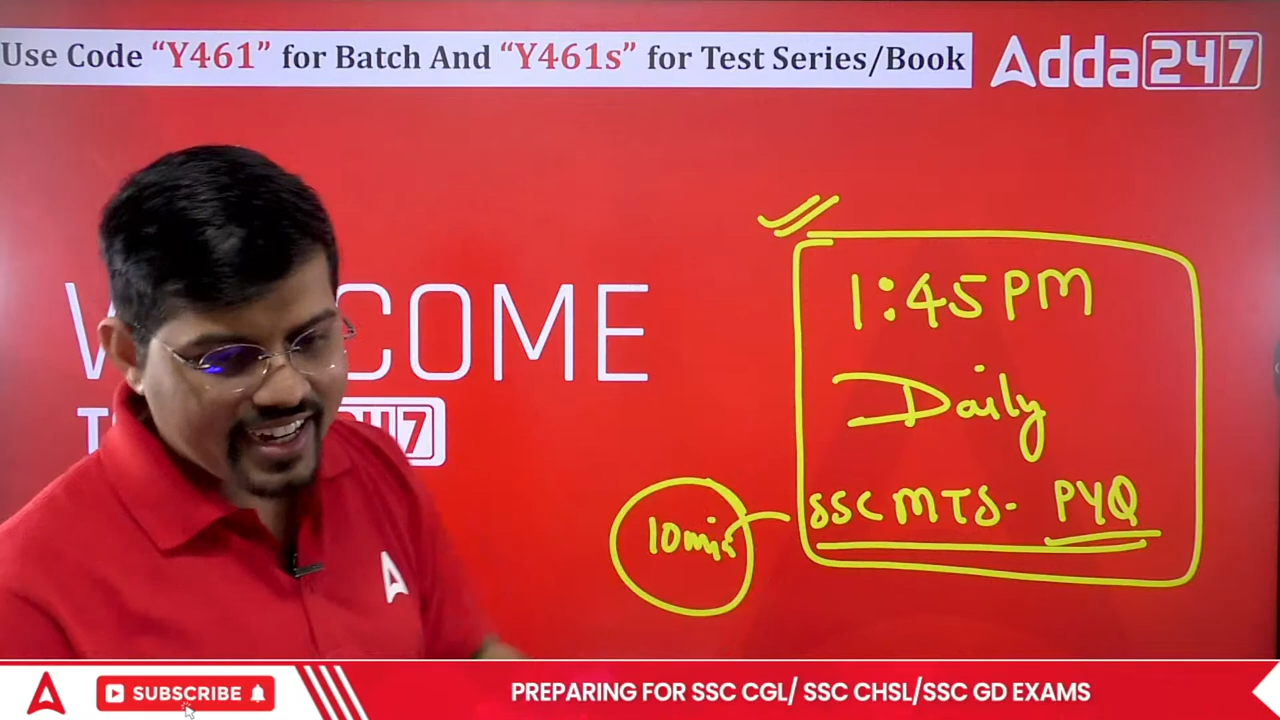 Use Code “Y461” for Batch And “Y461s” for Test Series/Book
Adda247
COME
1:45 PM
Daily
SSC MTS- PYQ
10min
SUBSCRIBE
PREPARING FOR SSC CGL/ SSC CHSL/SSC GD EXAMS